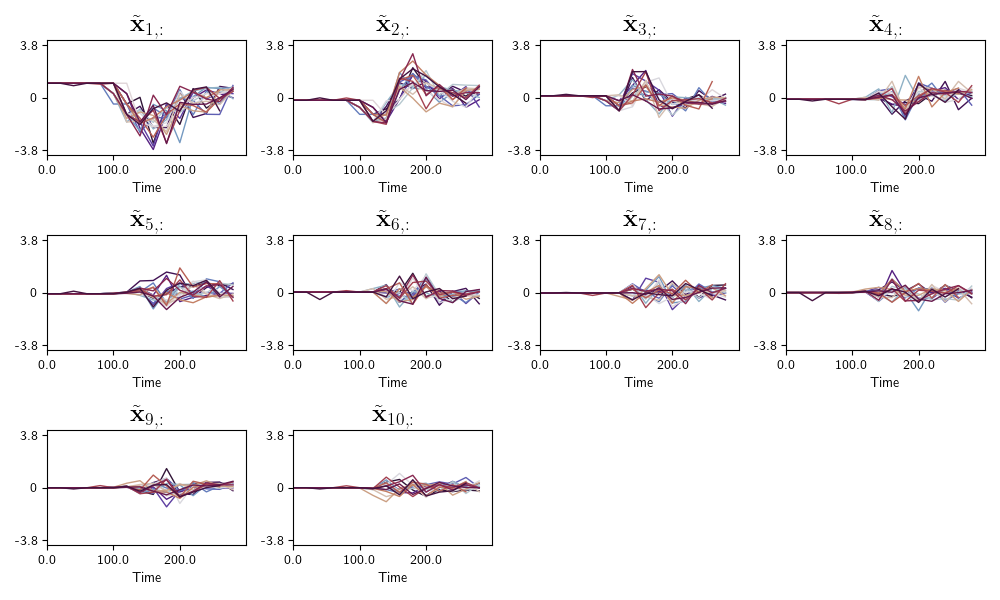 x̃₁,: x̃₂,: x̃₃,: x̃₄,:
3.8 3.8 3.8 3.8
0 0 0 0
-3.8 -3.8 -3.8 -3.8
0.0 100.0 200.0 0.0 100.0 200.0 0.0 100.0 200.0 0.0 100.0 200.0
Time Time Time Time
x̃₅,: x̃₆,: x̃₇,: x̃₈,:
3.8 3.8 3.8 3.8
0 0 0 0
-3.8 -3.8 -3.8 -3.8
0.0 100.0 200.0 0.0 100.0 200.0 0.0 100.0 200.0 0.0 100.0 200.0
Time Time Time Time
x̃₉,: x̃₁₀,:
3.8 3.8
0 0
-3.8 -3.8
0.0 100.0 200.0 0.0 100.0 200.0
Time Time